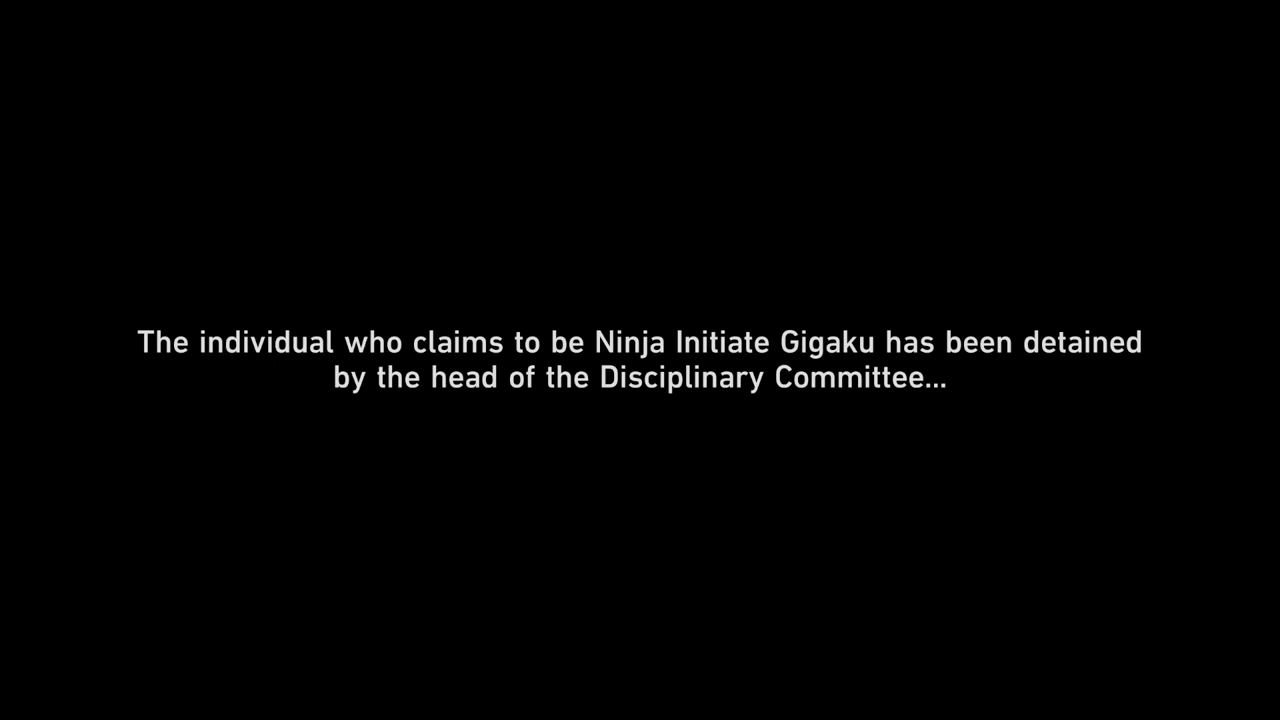 The individual who claims to be Ninja Initiate Gigaku has been detained
by the head of the Disciplinary Committee...